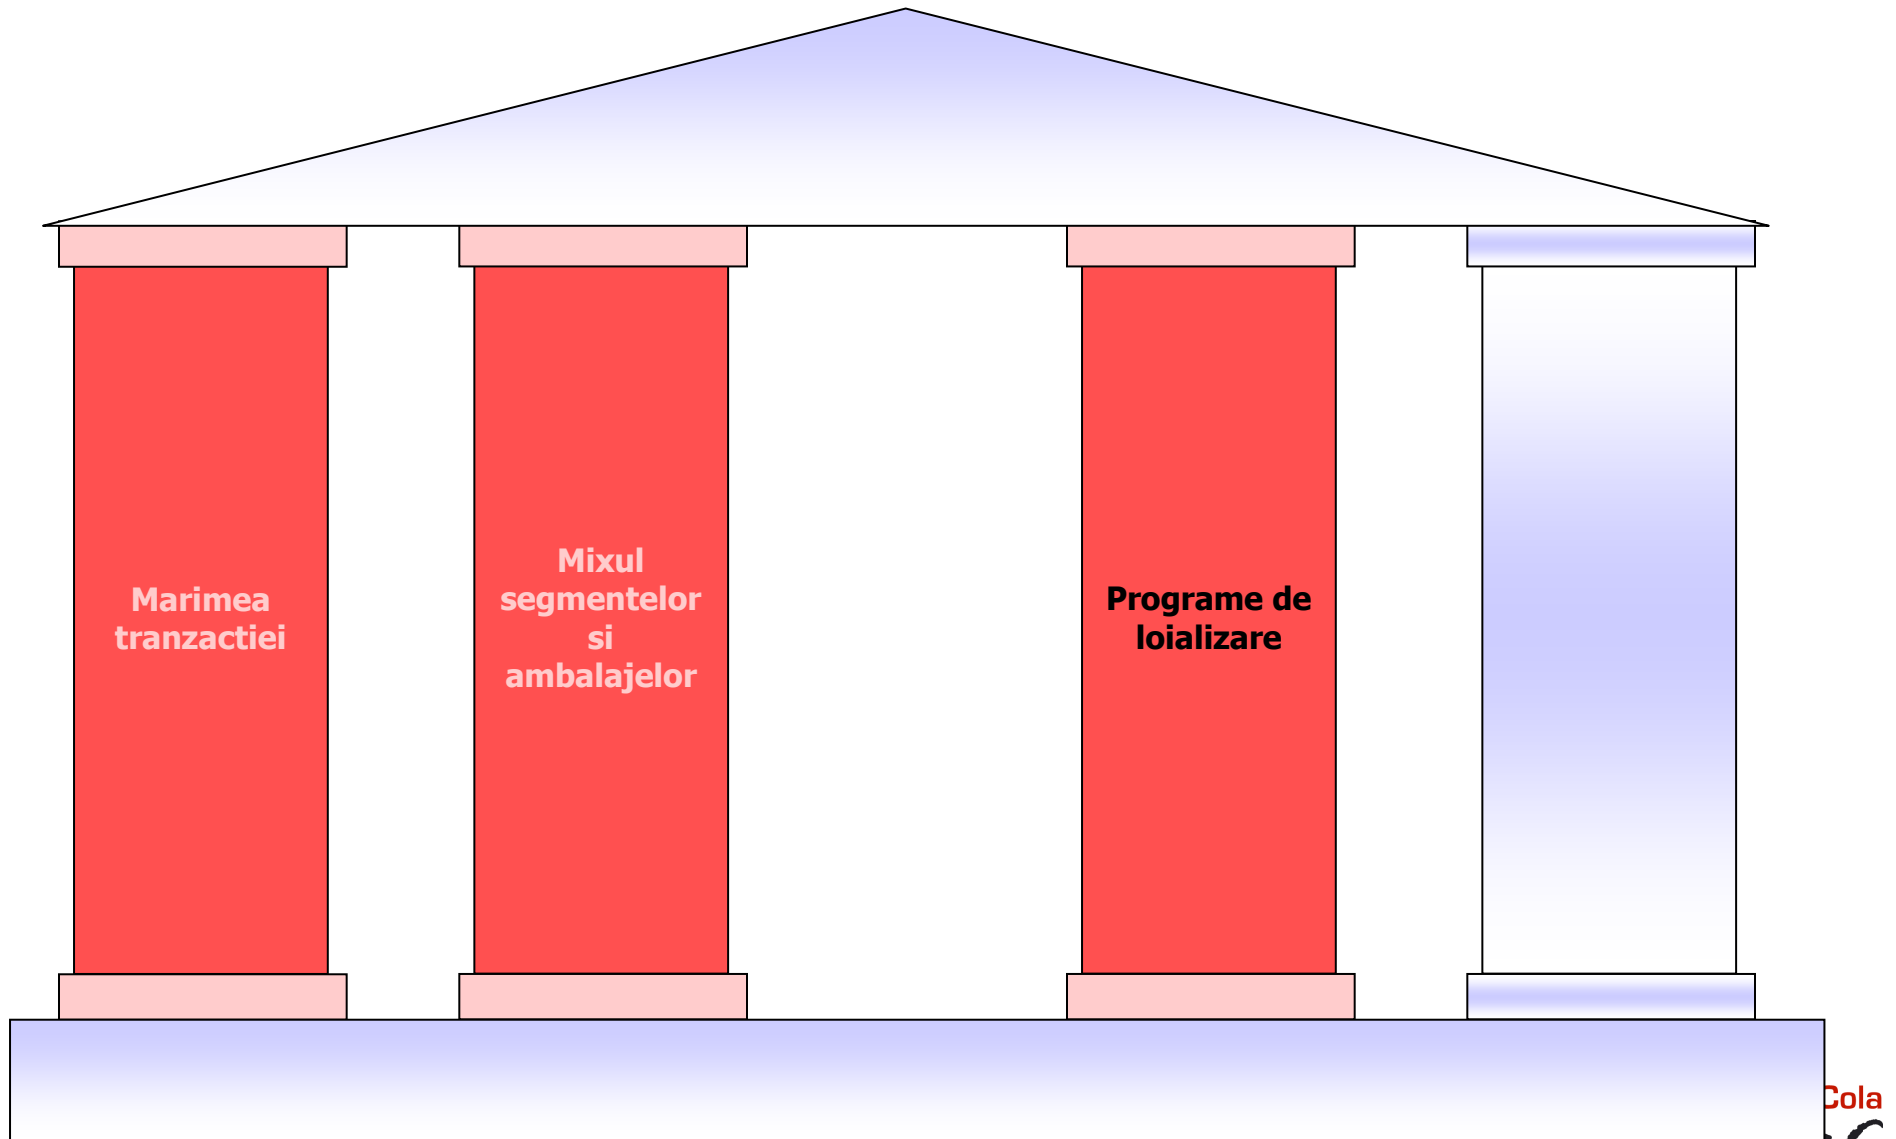 Marimea
tranzactiei
Mixul
segmentelor
si
ambalajelor
Programe de
loializare
Cola